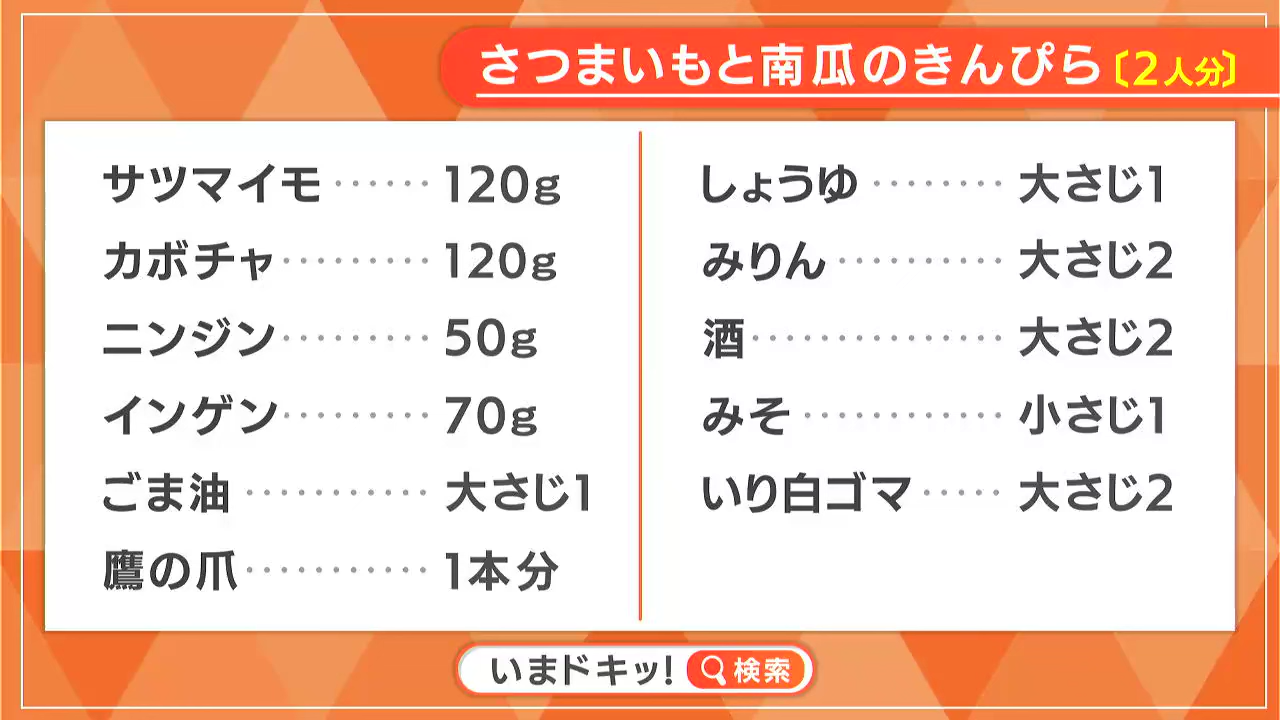 さつまいもと南瓜のきんぴら〔2人分〕
サツマイモ …… 120g
カボチャ ……… 120g
ニンジン ……… 50g
インゲン ……… 70g
ごま油 ………… 大さじ1
鷹の爪 ………… 1本分
しょうゆ ……… 大さじ1
みりん ………… 大さじ2
酒 ……………… 大さじ2
みそ …………… 小さじ1
いり白ゴマ …… 大さじ2
いまドキッ! 検索